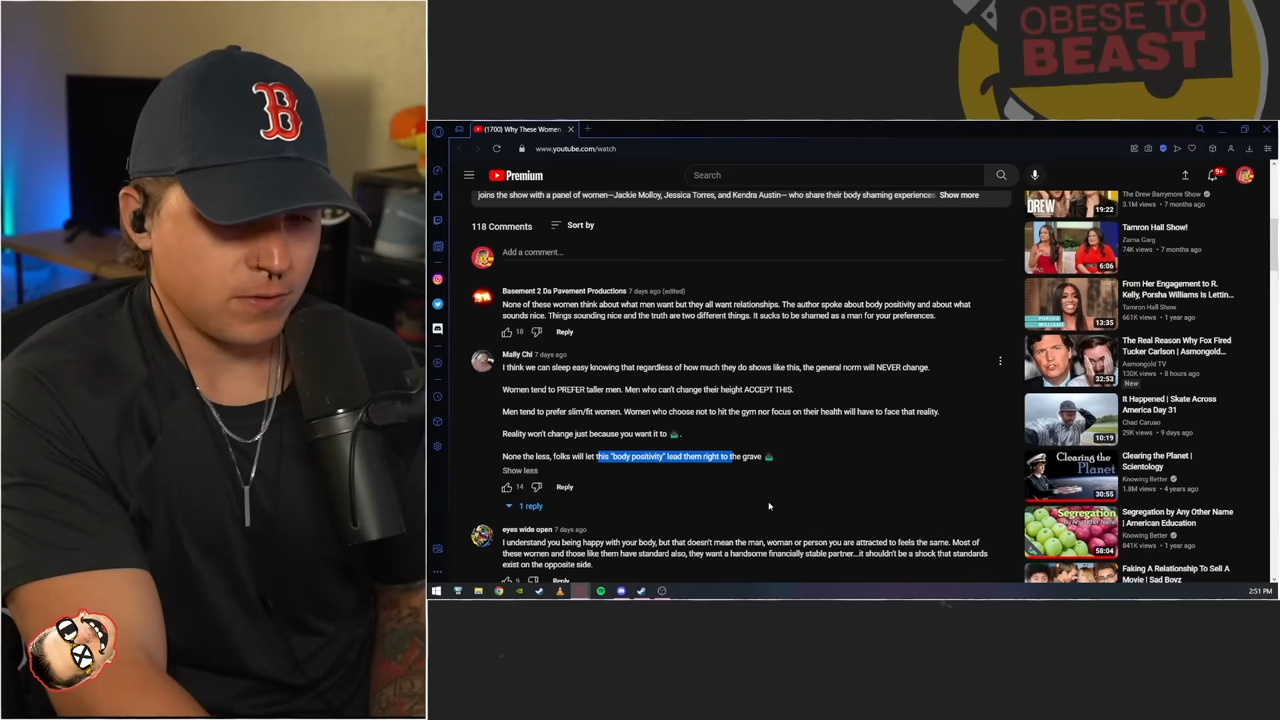 B
OBESE TO
BEAST
(1700) Why These Women
www.youtube.com/watch
Premium
Search
9+
joins the show with a panel of women—Jackie Molloy, Jessica Torres, and Kendra Austin— who share their body shaming experiences Show more
118 Comments
Sort by
Add a comment...
Basement 2 Da Pavement Productions 7 days ago (edited)
None of these women think about what men want but they all want relationships. The author spoke about body positivity and about what
sounds nice. Things sounding nice and the truth are two different things. It sucks to be shamed as a man for your preferences.
18 Reply
Mally Chi 7 days ago
I think we can sleep easy knowing that regardless of how much they do shows like this, the general norm will NEVER change.
Women tend to PREFER taller men. Men who can't change their height ACCEPT THIS.
Men tend to prefer slim/fit women. Women who choose not to hit the gym nor focus on their health will have to face that reality.
Reality won't change just because you want it to .
None the less, folks will let this "body positivity" lead them right to the grave
Show less
14 Reply
1 reply
eyes wide open 7 days ago
I understand you being happy with your body, but that doesn't mean the man, woman or person you are attracted to feels the same. Most of
these women and those like them have standard also, they want a handsome financially stable partner...it shouldn't be a shock that standards
exist on the opposite side.
9 Reply
DREW
19:22
The Drew Barrymore Show
3.1M views • 7 months ago
6:06
Tamron Hall Show!
Zarna Garg
74K views • 7 months ago
PORSHA
WILLIAMS
13:35
From Her Engagement to R.
Kelly, Porsha Williams Is Lettin...
Tamron Hall Show
661K views • 1 year ago
32:53
The Real Reason Why Fox Fired
Tucker Carlson | Asmongold...
Asmongold TV
130K views • 8 hours ago
New
10:19
It Happened | Skate Across
America Day 31
Chad Caruso
29K views • 9 days ago
Clearing the
Planet
30:55
Clearing the Planet |
Scientology
Knowing Better
1.8M views • 4 years ago
Segregation
58:04
Segregation by Any Other Name
| American Education
Knowing Better
841K views • 1 year ago
Faking A Relationship To Sell A
Movie | Sad Boyz
2:51 PM